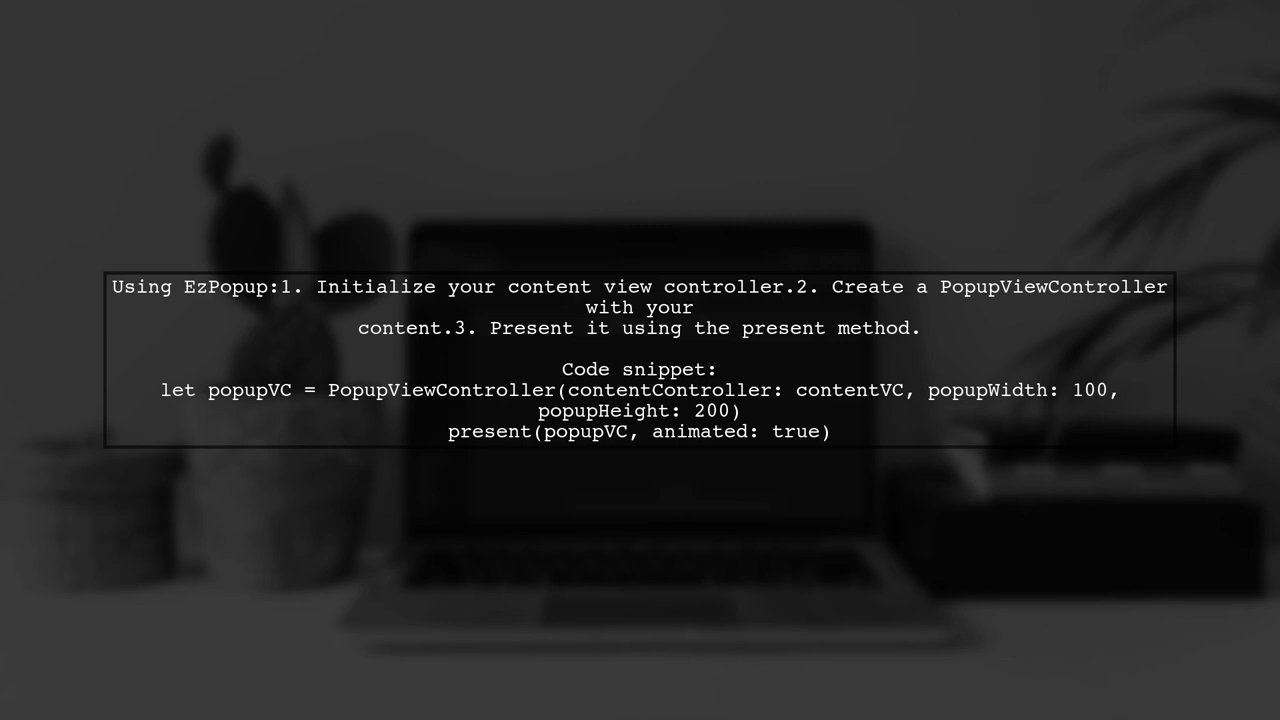 Using EzPopup:1. Initialize your content view controller.2. Create a PopupViewController
with your
content.3. Present it using the present method.
Code snippet:
let popupVC = PopupViewController(contentController: contentVC, popupWidth: 100,
popupHeight: 200)
present(popupVC, animated: true)